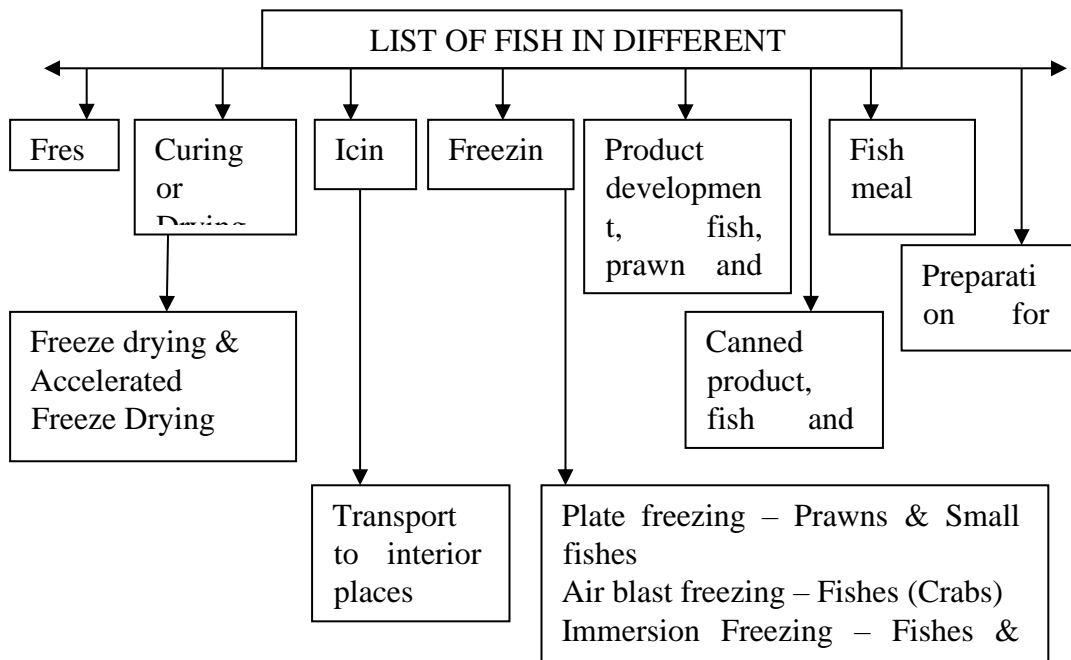 LIST OF FISH IN DIFFERENT
Fres
Curing
or
Drying
Icin
Freezin
Product
developmen
t, fish,
prawn and
Fish
meal
Preparati
on for
Freeze drying &
Accelerated
Freeze Drying
Canned
product,
fish and
Transport
to interior
places
Plate freezing – Prawns & Small
fishes
Air blast freezing – Fishes (Crabs)
Immersion Freezing – Fishes &